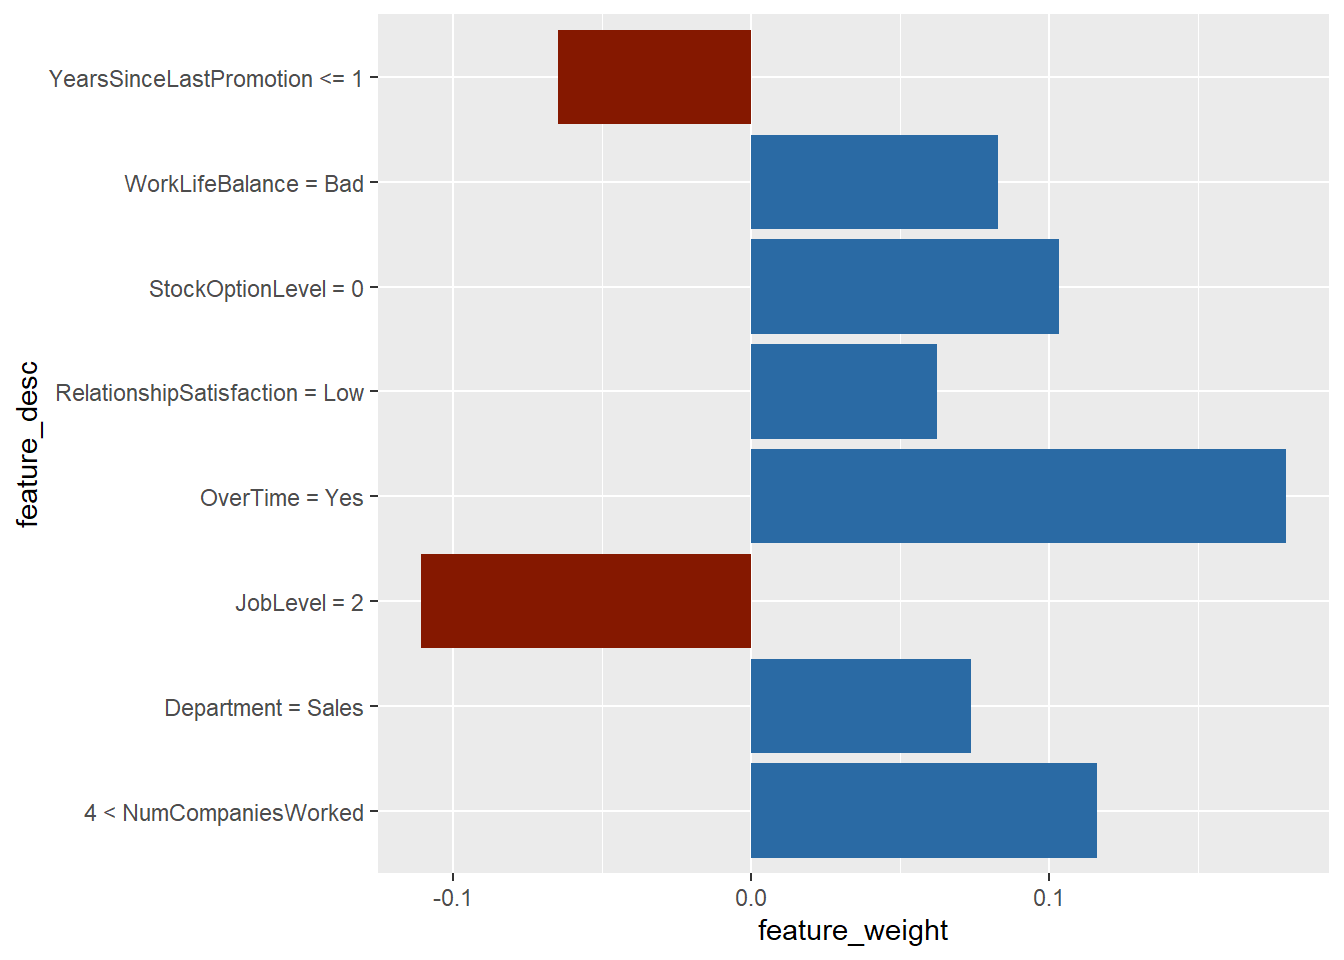 YearsSinceLastPromotion <= 1
WorkLifeBalance = Bad
StockOptionLevel = 0
RelationshipSatisfaction = Low
OverTime = Yes
JobLevel = 2
Department = Sales
4 < NumCompaniesWorked
feature_desc
-0.1
0.0
0.1
feature_weight